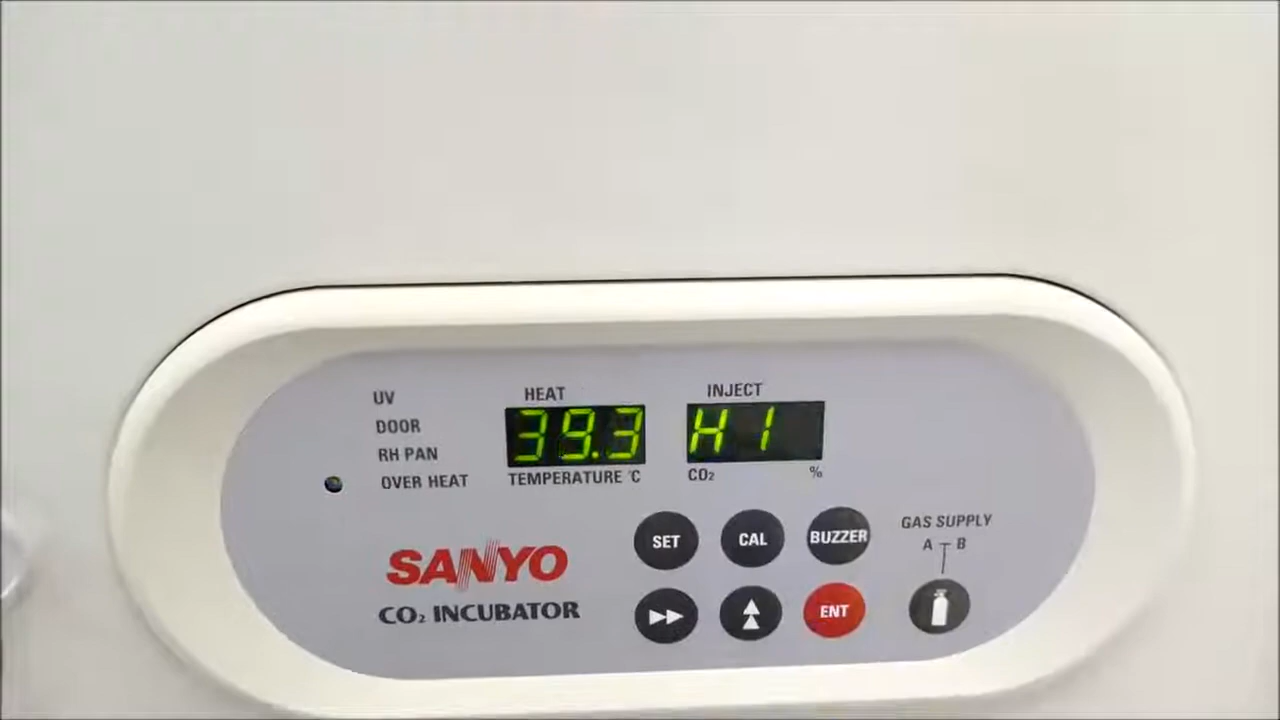 UV
DOOR
RH PAN
OVER HEAT
HEAT
39.3
TEMPERATURE °C
INJECT
HI
CO₂ %
SET CAL BUZZER
ENT
GAS SUPPLY
A B
SANYO
CO₂ INCUBATOR